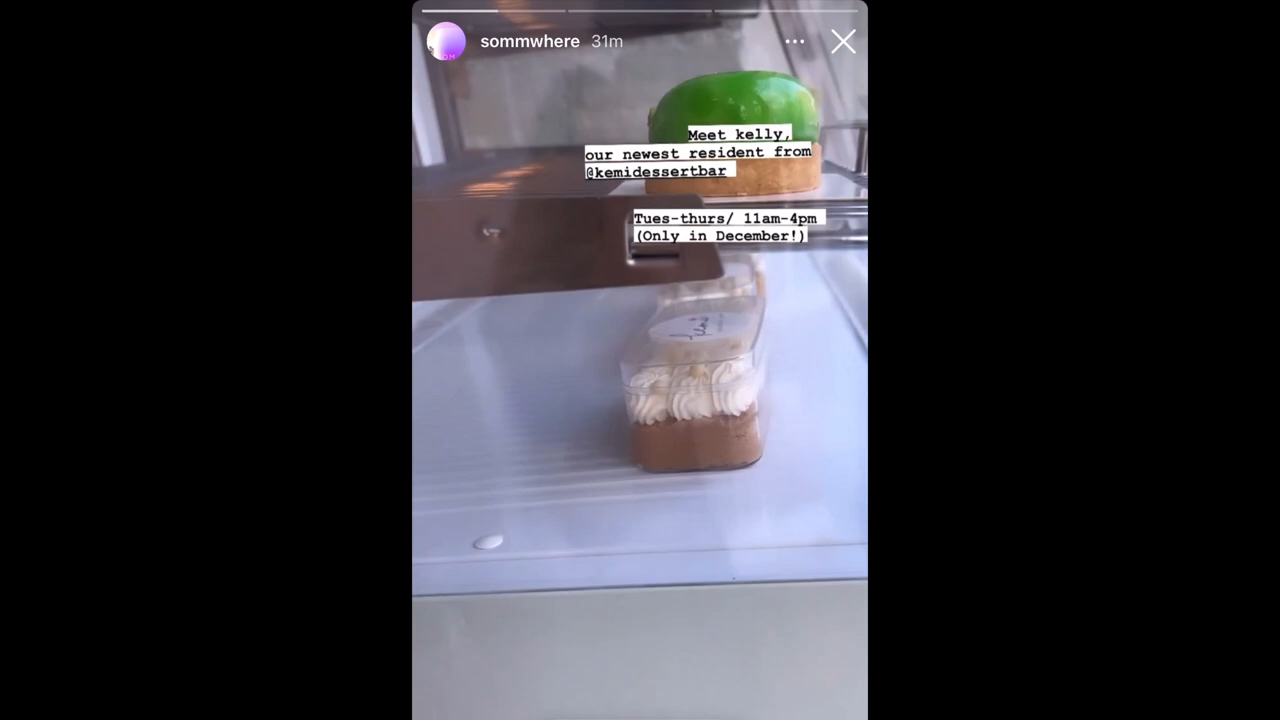 sommwhere 31m
Meet kelly,
our newest resident from
@kemidessertbar
Tues-thurs/ 11am-4pm
(Only in December!)